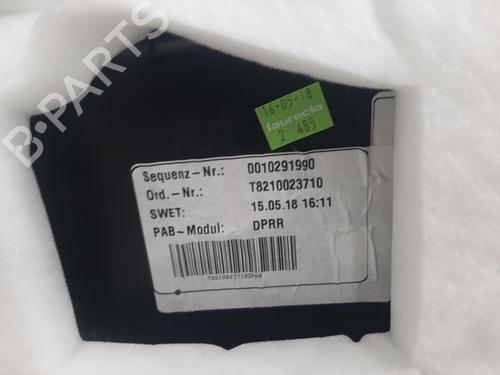 B-PARTS
16-05-18
faurecia
2 485
Sequenz-Nr.: 0010291990
Ord.-Nr.: T8210023710
SWET: 15.05.18 16:11
PAB-Modul: DPRR